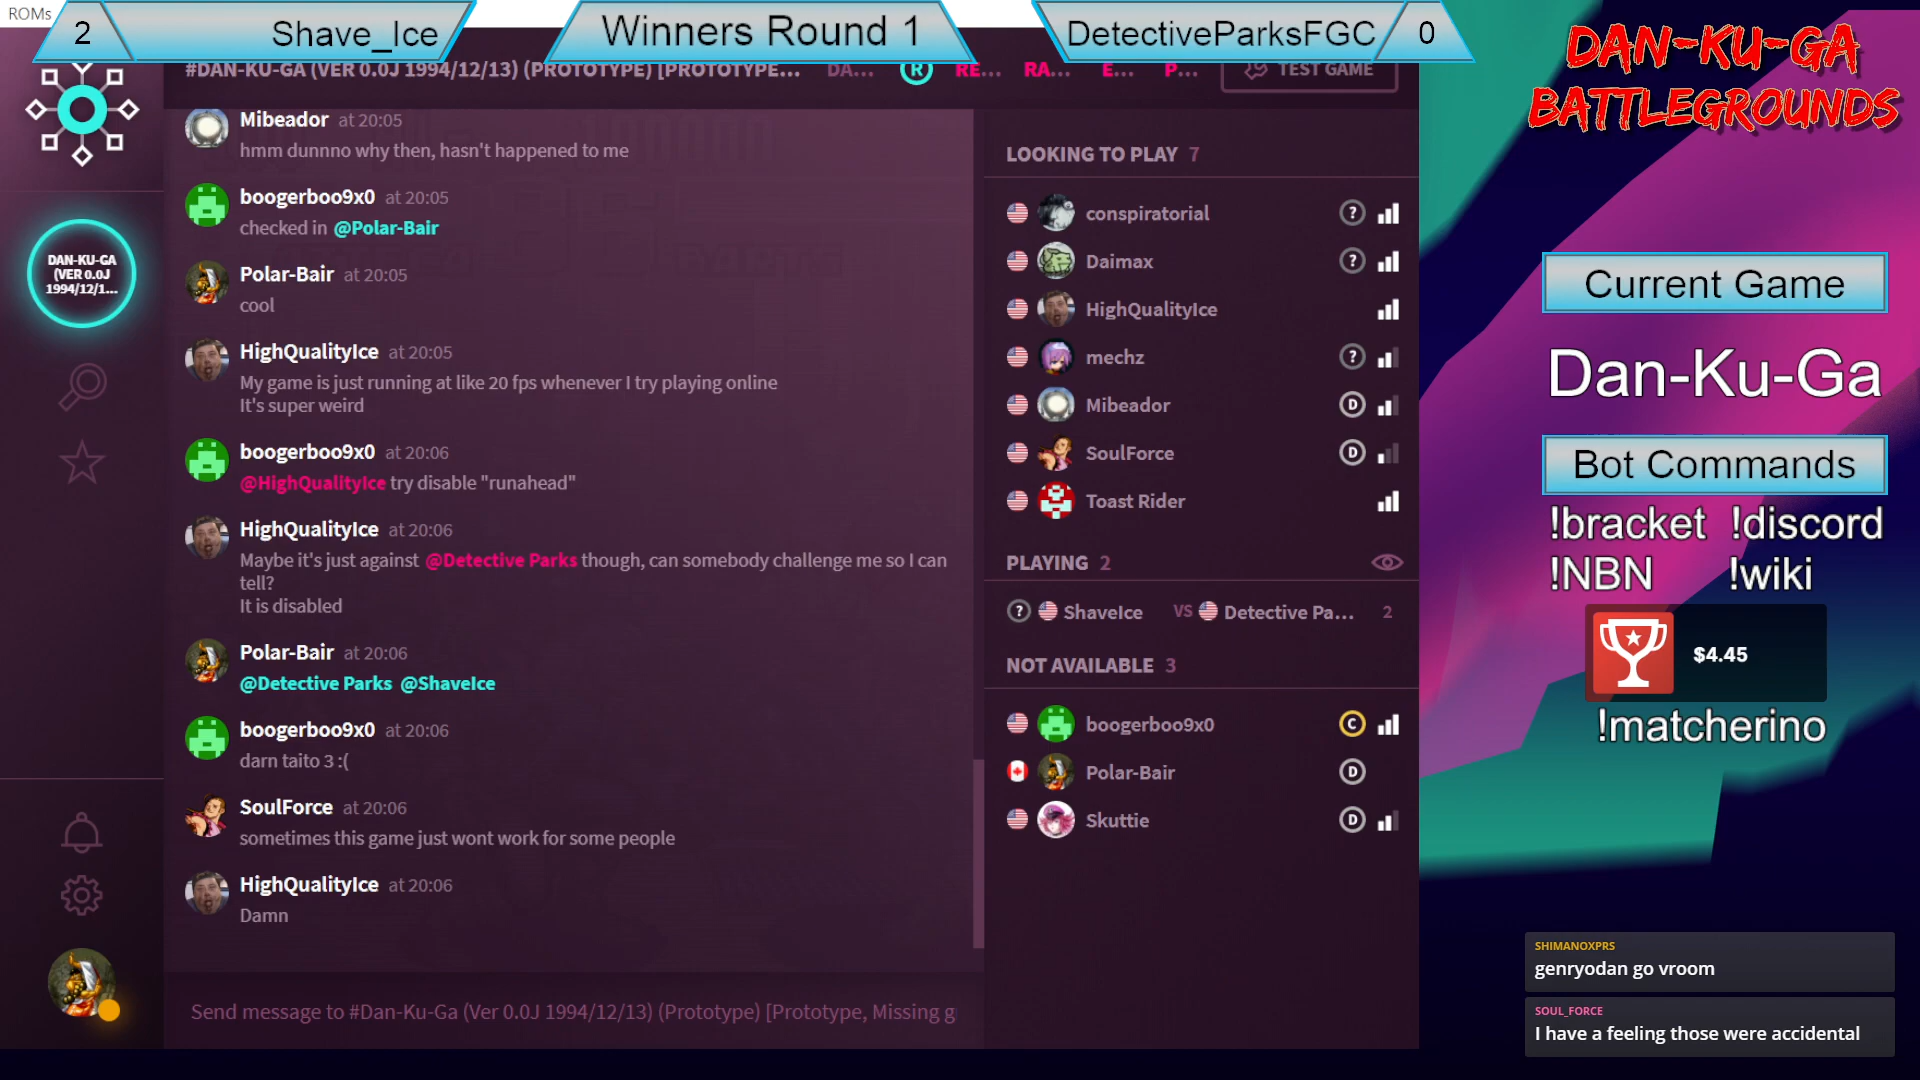 ROMs
2 Shave_Ice Winners Round 1 DetectiveParksFGC 0
#DAN-KU-GA (VER 0.0J 1994/12/13) (PROTOTYPE) [PROTOTYPE... DA... R RE... RA... E... P... TEST GAME
DAN-KU-GA
(VER 0.0J
1994/12/1...
Mibeador at 20:05
hmm dunnno why then, hasn't happened to me
boogerboo9x0 at 20:05
checked in @Polar-Bair
Polar-Bair at 20:05
cool
HighQualityIce at 20:05
My game is just running at like 20 fps whenever I try playing online
It's super weird
boogerboo9x0 at 20:06
@HighQualityIce try disable "runahead"
HighQualityIce at 20:06
Maybe it's just against @Detective Parks though, can somebody challenge me so I can
tell?
It is disabled
Polar-Bair at 20:06
@Detective Parks @ShaveIce
boogerboo9x0 at 20:06
darn taito 3 :(
SoulForce at 20:06
sometimes this game just wont work for some people
HighQualityIce at 20:06
Damn
Send message to #Dan-Ku-Ga (Ver 0.0J 1994/12/13) (Prototype) [Prototype, Missing g
LOOKING TO PLAY 7
conspiratorial ?
Daimax ?
HighQualityIce
mechz ?
Mibeador D
SoulForce D
Toast Rider
PLAYING 2
? ShaveIce VS Detective Pa... 2
NOT AVAILABLE 3
boogerboo9x0 C
Polar-Bair D
Skuttie D
DAN-KU-GA
BATTLEGROUNDS
Current Game
Dan-Ku-Ga
Bot Commands
!bracket !discord
!NBN !wiki
$4.45
!matcherino
SHIMANOXPRS
genryodan go vroom
SOUL_FORCE
I have a feeling those were accidental